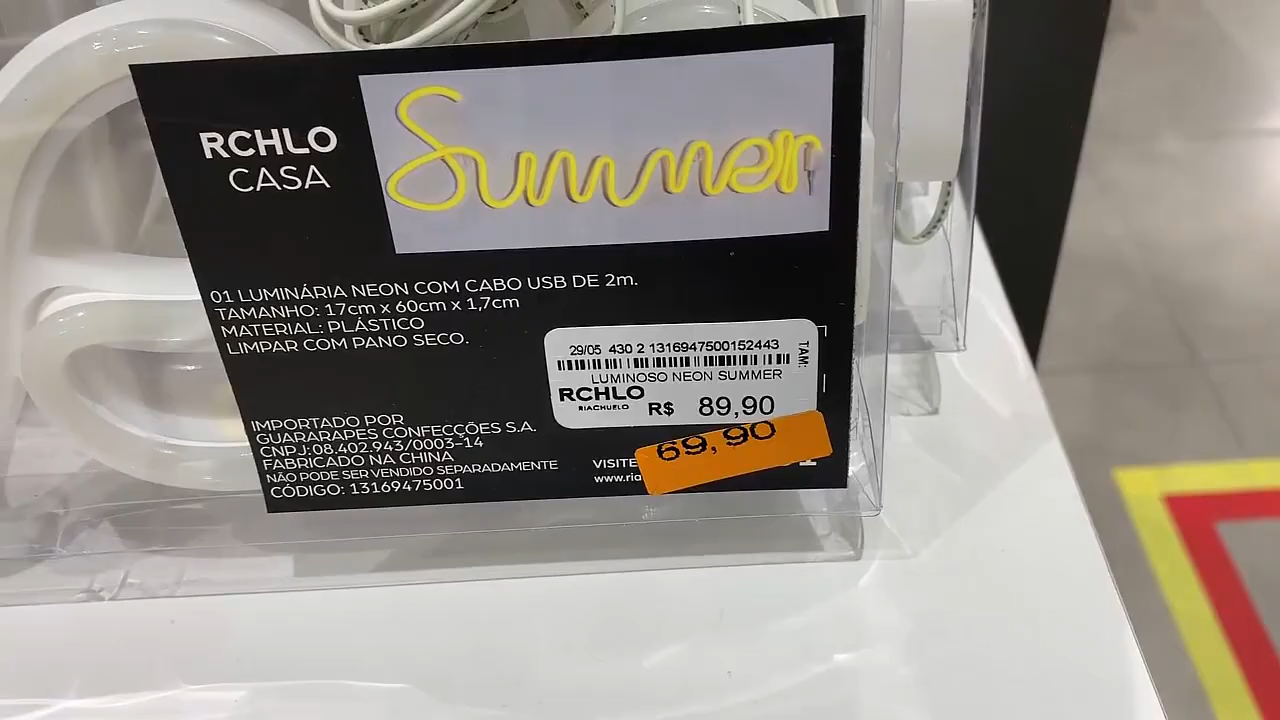 RCHLO
CASA
Summer
01 LUMINÁRIA NEON COM CABO USB DE 2m.
TAMANHO: 17cm x 60cm x 1,7cm
MATERIAL: PLÁSTICO
LIMPAR COM PANO SECO.
29/05 430 2 1316947500152443
TAM:
LUMINOSO NEON SUMMER
RCHLO
RIACHUELO
R$ 89,90
69,90
IMPORTADO POR
GUARARAPES CONFECÇÕES S.A.
CNPJ: 08.402.943/0003-14
FABRICADO NA CHINA
NÃO PODE SER VENDIDO SEPARADAMENTE
CÓDIGO: 13169475001
VISITE
www.ria